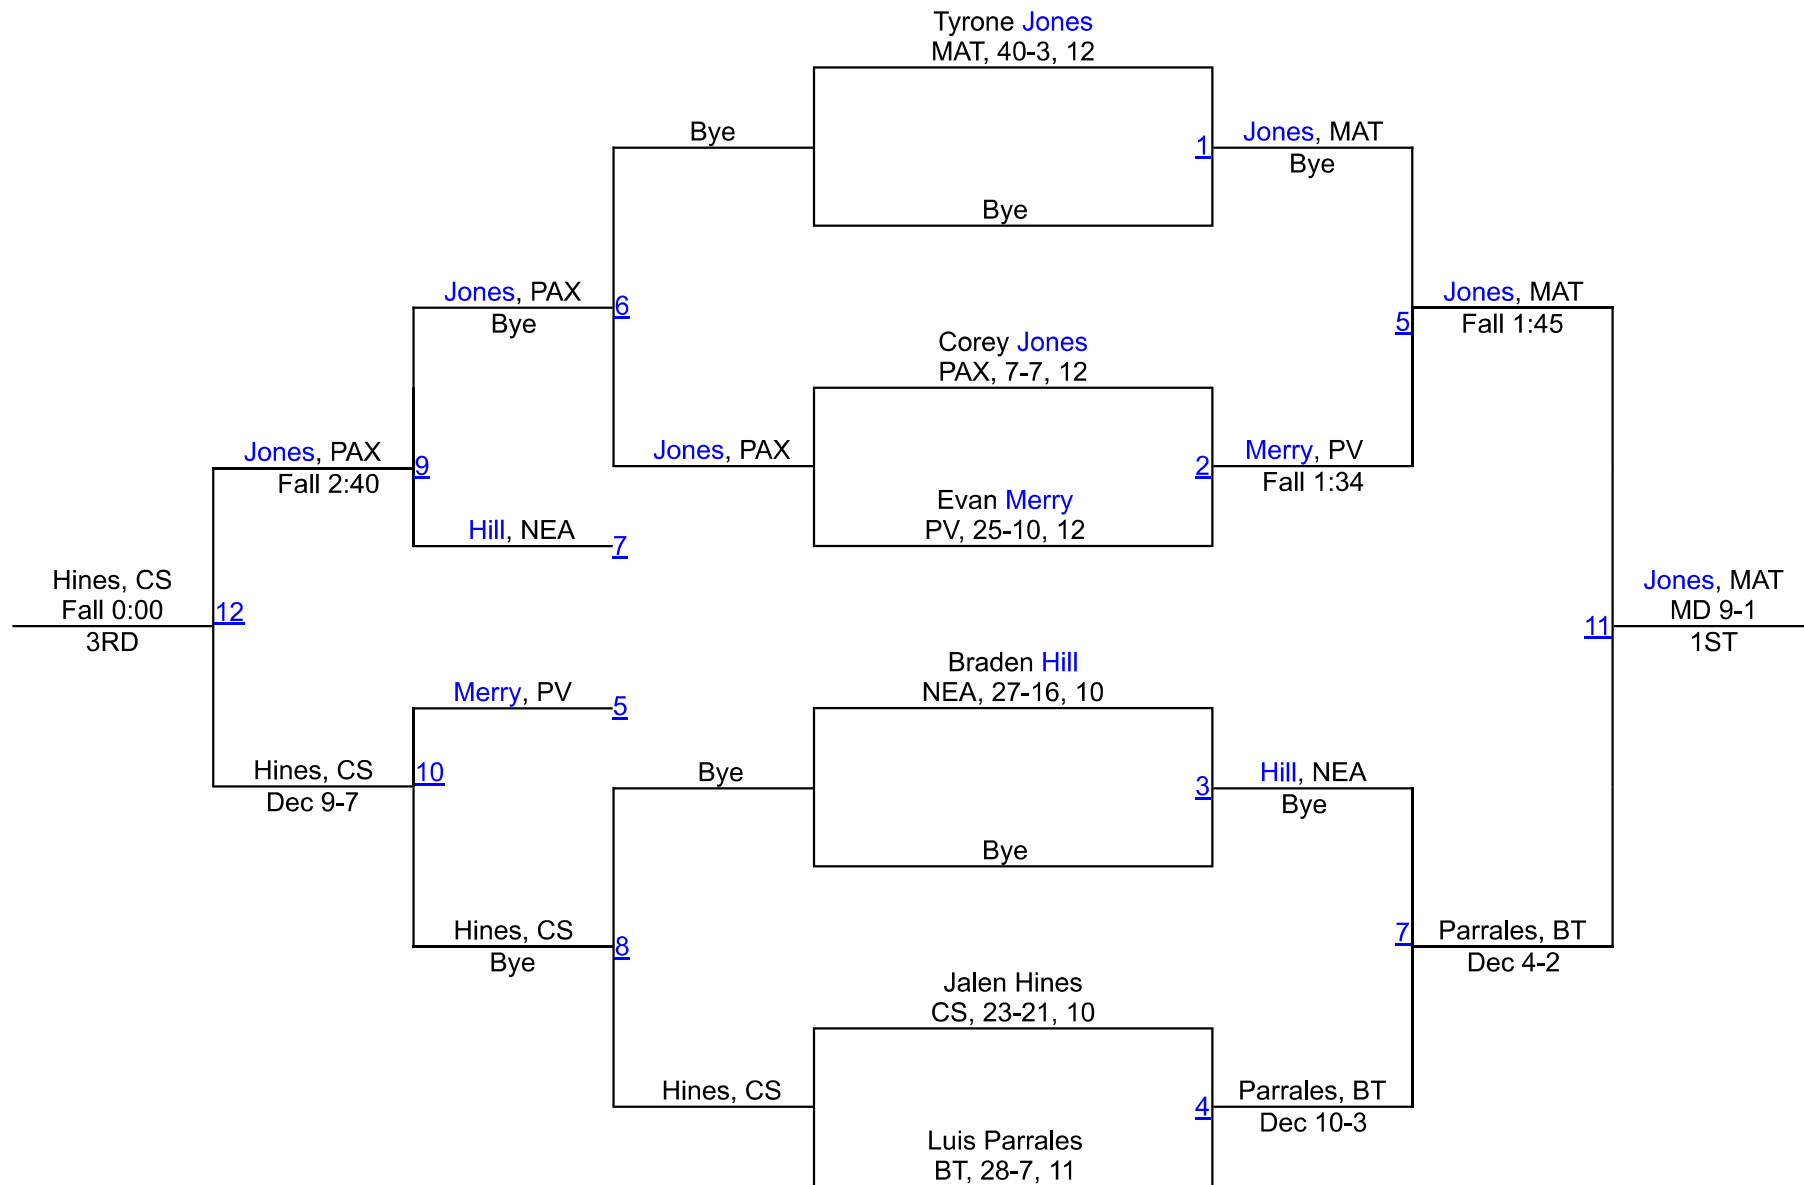 Tyrone Jones
MAT, 40-3, 12
Bye
1
Jones, MAT
Bye
Bye
Jones, PAX
Bye
6
Jones, MAT
Fall 1:45
5
Corey Jones
PAX, 7-7, 12
Jones, PAX
Fall 2:40
9
Jones, PAX
2
Merry, PV
Fall 1:34
Evan Merry
PV, 25-10, 12
Hill, NEA
7
Hines, CS
Fall 0:00
3RD
12
Jones, MAT
MD 9-1
1ST
11
Braden Hill
NEA, 27-16, 10
Merry, PV
5
Hines, CS
Dec 9-7
10
Bye
3
Hill, NEA
Bye
Bye
Hines, CS
Bye
8
7
Parrales, BT
Dec 4-2
Jalen Hines
CS, 23-21, 10
Hines, CS
4
Parrales, BT
Dec 10-3
Luis Parrales
BT, 28-7, 11